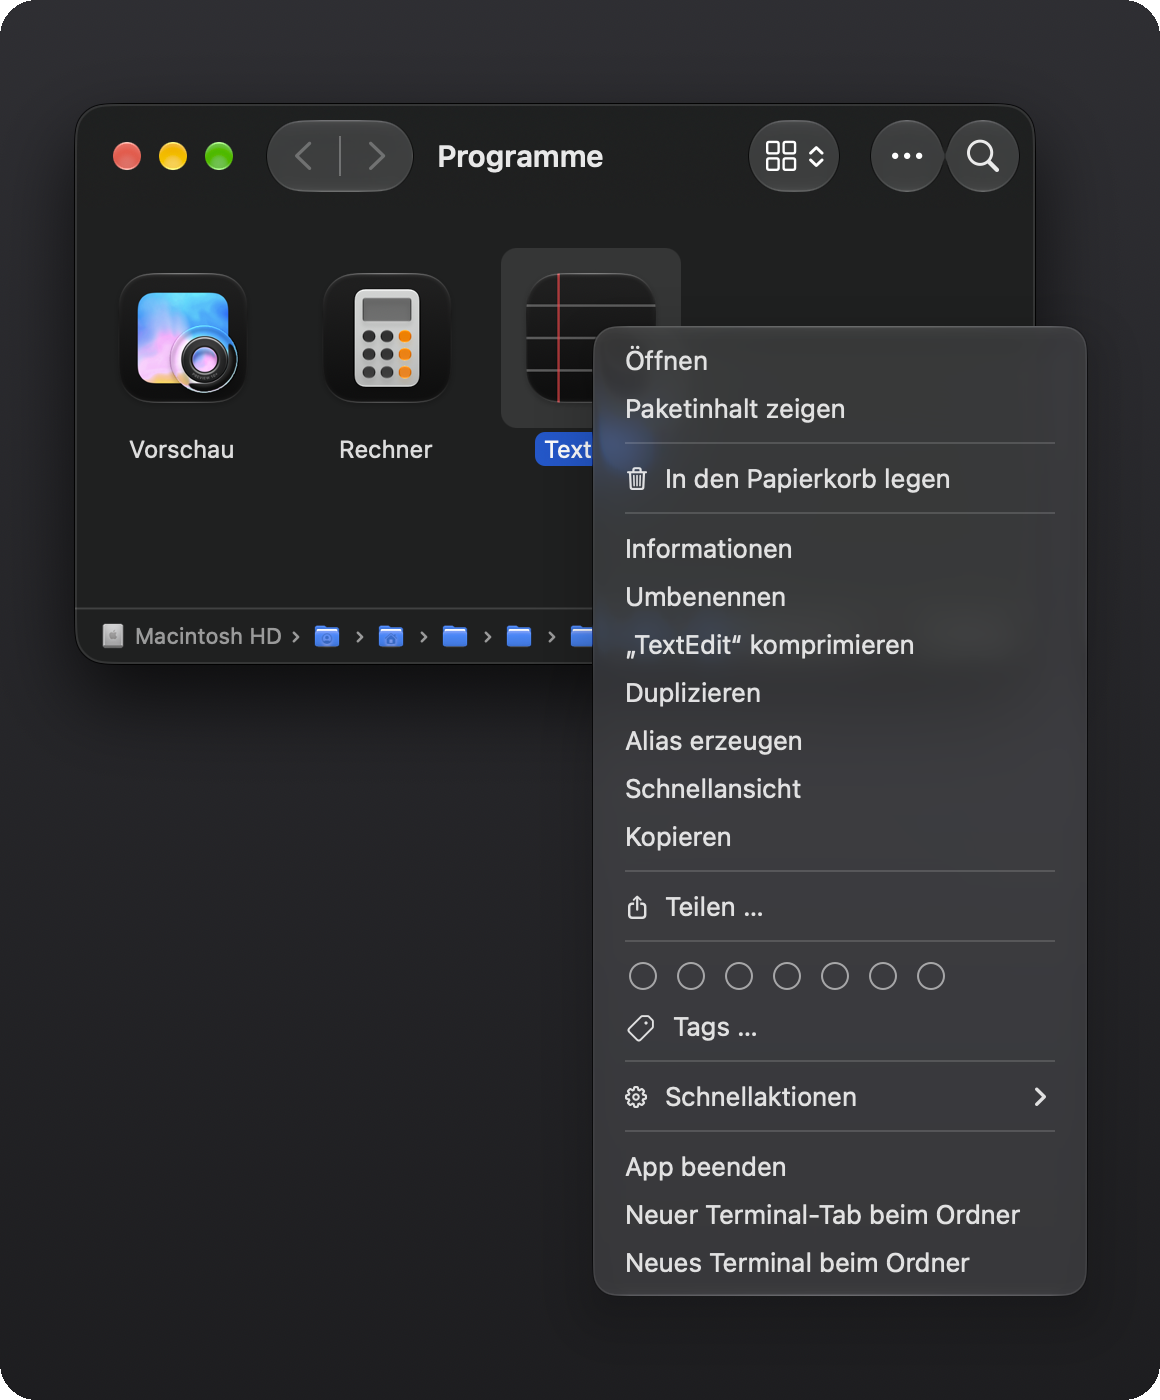 Programme
Vorschau
Rechner
Text
Macintosh HD
Öffnen
Paketinhalt zeigen
In den Papierkorb legen
Informationen
Umbenennen
„TextEdit“ komprimieren
Duplizieren
Alias erzeugen
Schnellansicht
Kopieren
Teilen ...
Tags ...
Schnellaktionen
App beenden
Neuer Terminal-Tab beim Ordner
Neues Terminal beim Ordner